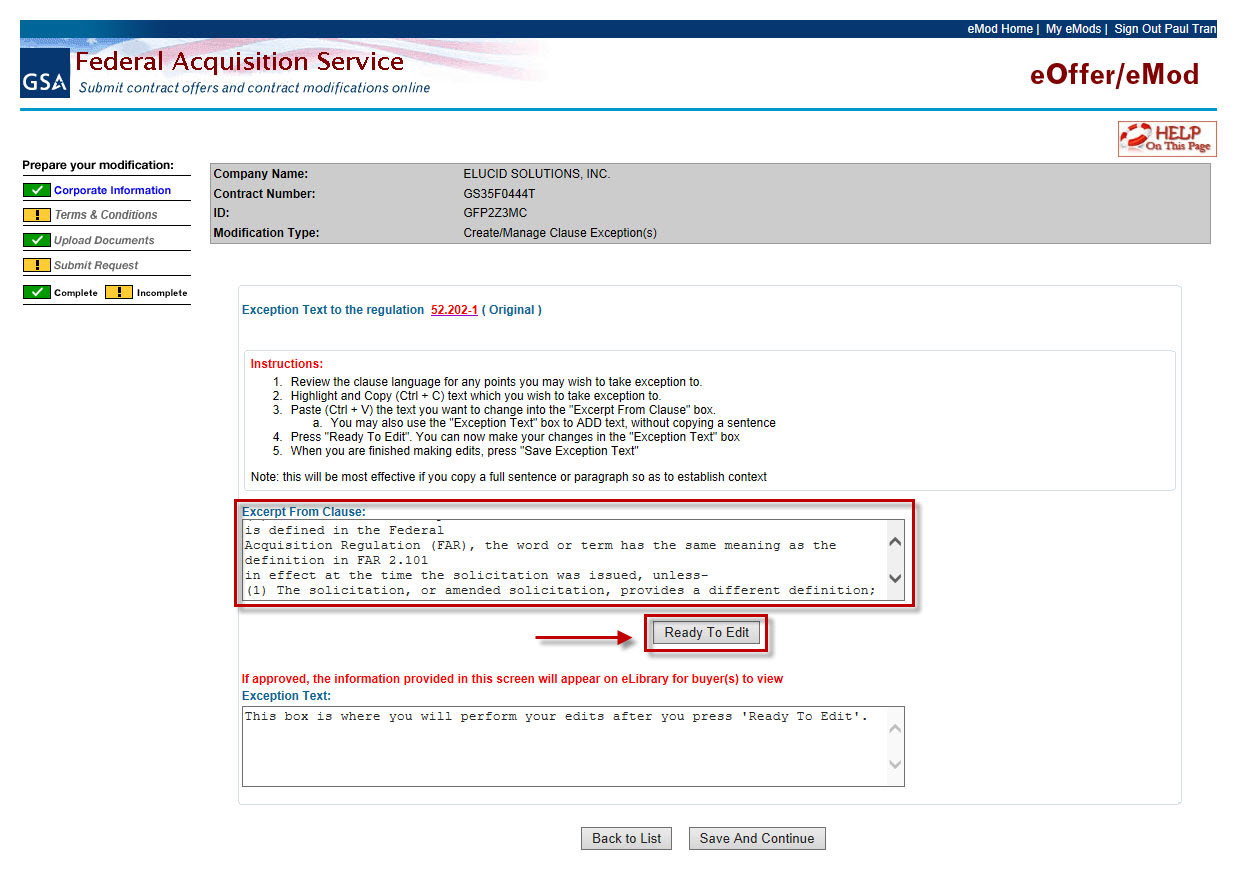 eMod Home | My eMods | Sign Out Paul Tran
GSA
Federal Acquisition Service
Submit contract offers and contract modifications online
eOffer/eMod
HELP
On This Page
Prepare your modification:
Corporate Information
Terms & Conditions
Upload Documents
Submit Request
Complete Incomplete
Company Name: ELUCID SOLUTIONS, INC.
Contract Number: GS35F0444T
ID: GFP2Z3MC
Modification Type: Create/Manage Clause Exception(s)
Exception Text to the regulation 52.202-1 ( Original )
Instructions:
1. Review the clause language for any points you may wish to take exception to.
2. Highlight and Copy (Ctrl + C) text which you wish to take exception to.
3. Paste (Ctrl + V) the text you want to change into the "Excerpt From Clause" box.
a. You may also use the "Exception Text" box to ADD text, without copying a sentence
4. Press "Ready To Edit". You can now make your changes in the "Exception Text" box
5. When you are finished making edits, press "Save Exception Text"
Note: this will be most effective if you copy a full sentence or paragraph so as to establish context
Excerpt From Clause:
is defined in the Federal
Acquisition Regulation (FAR), the word or term has the same meaning as the
definition in FAR 2.101
in effect at the time the solicitation was issued, unless-
(1) The solicitation, or amended solicitation, provides a different definition;
Ready To Edit
If approved, the information provided in this screen will appear on eLibrary for buyer(s) to view
Exception Text:
This box is where you will perform your edits after you press 'Ready To Edit'.
Back to List Save And Continue